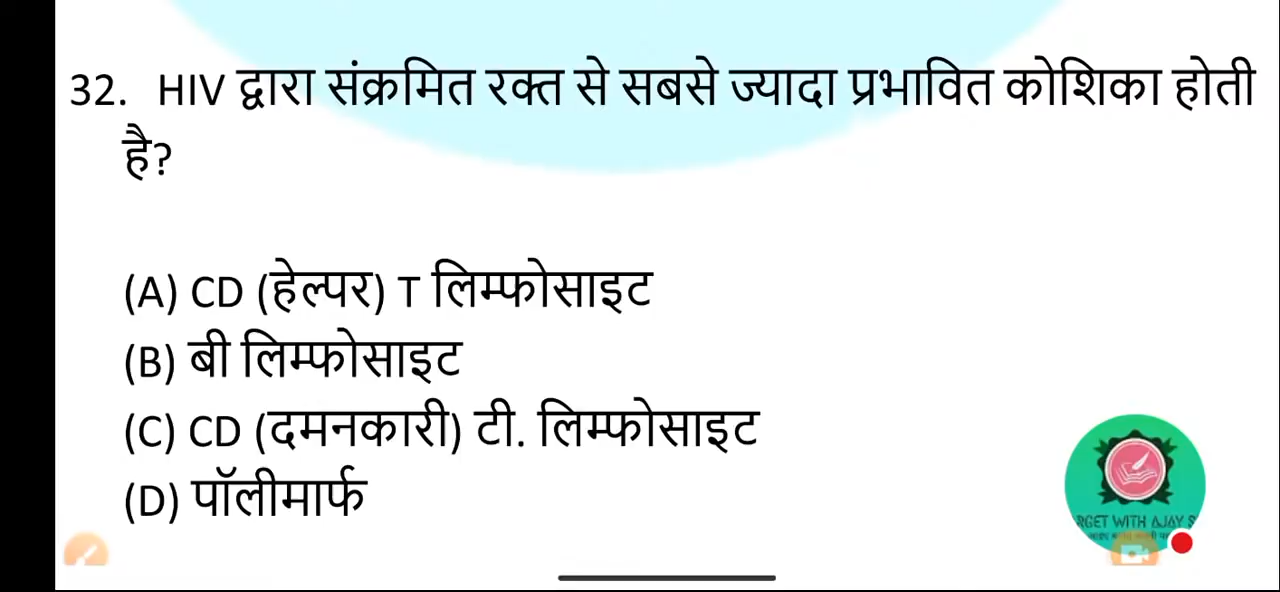 32. HIV द्वारा संक्रमित रक्त से सबसे ज्यादा प्रभावित कोशिका होती
है?
(A) CD (हेल्पर) T लिम्फोसाइट
(B) बी लिम्फोसाइट
(C) CD (दमनकारी) टी. लिम्फोसाइट
(D) पॉलीमार्फ
RGET WITH AJAY S